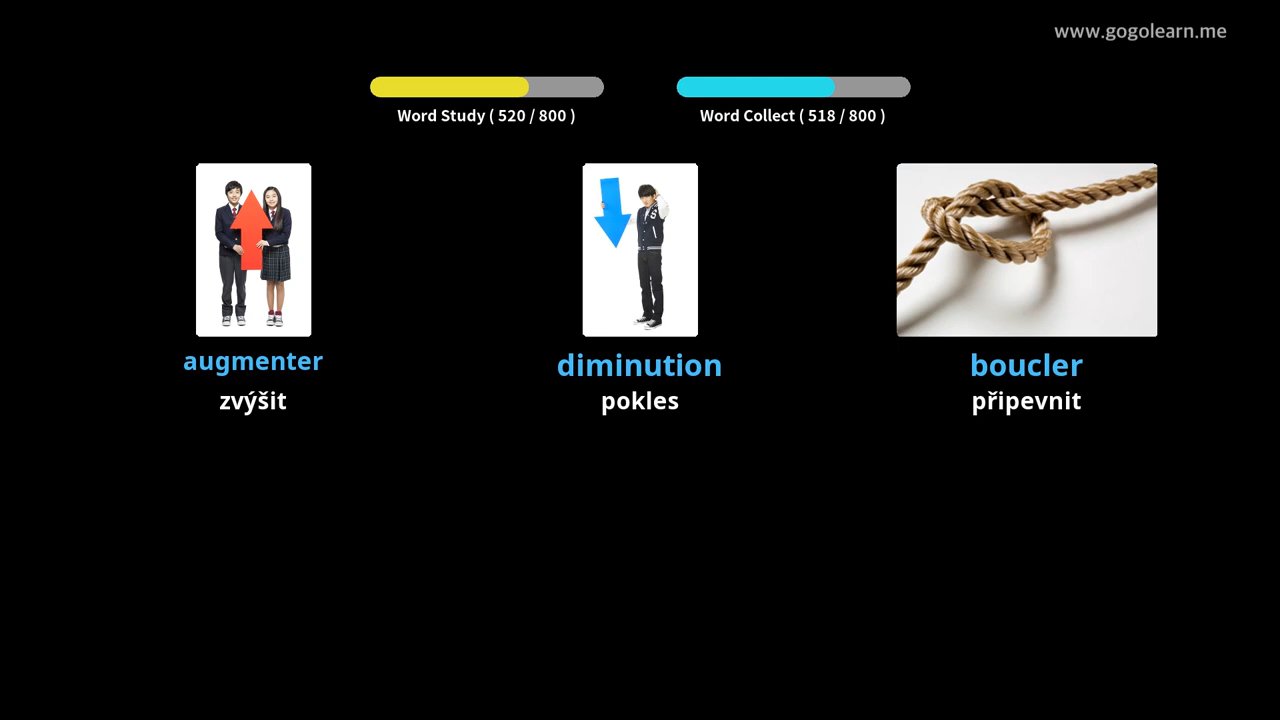 www.gogolearn.me
Word Study ( 520 / 800 )
Word Collect ( 518 / 800 )
augmenter
zvýšit
diminution
pokles
boucler
připevnit